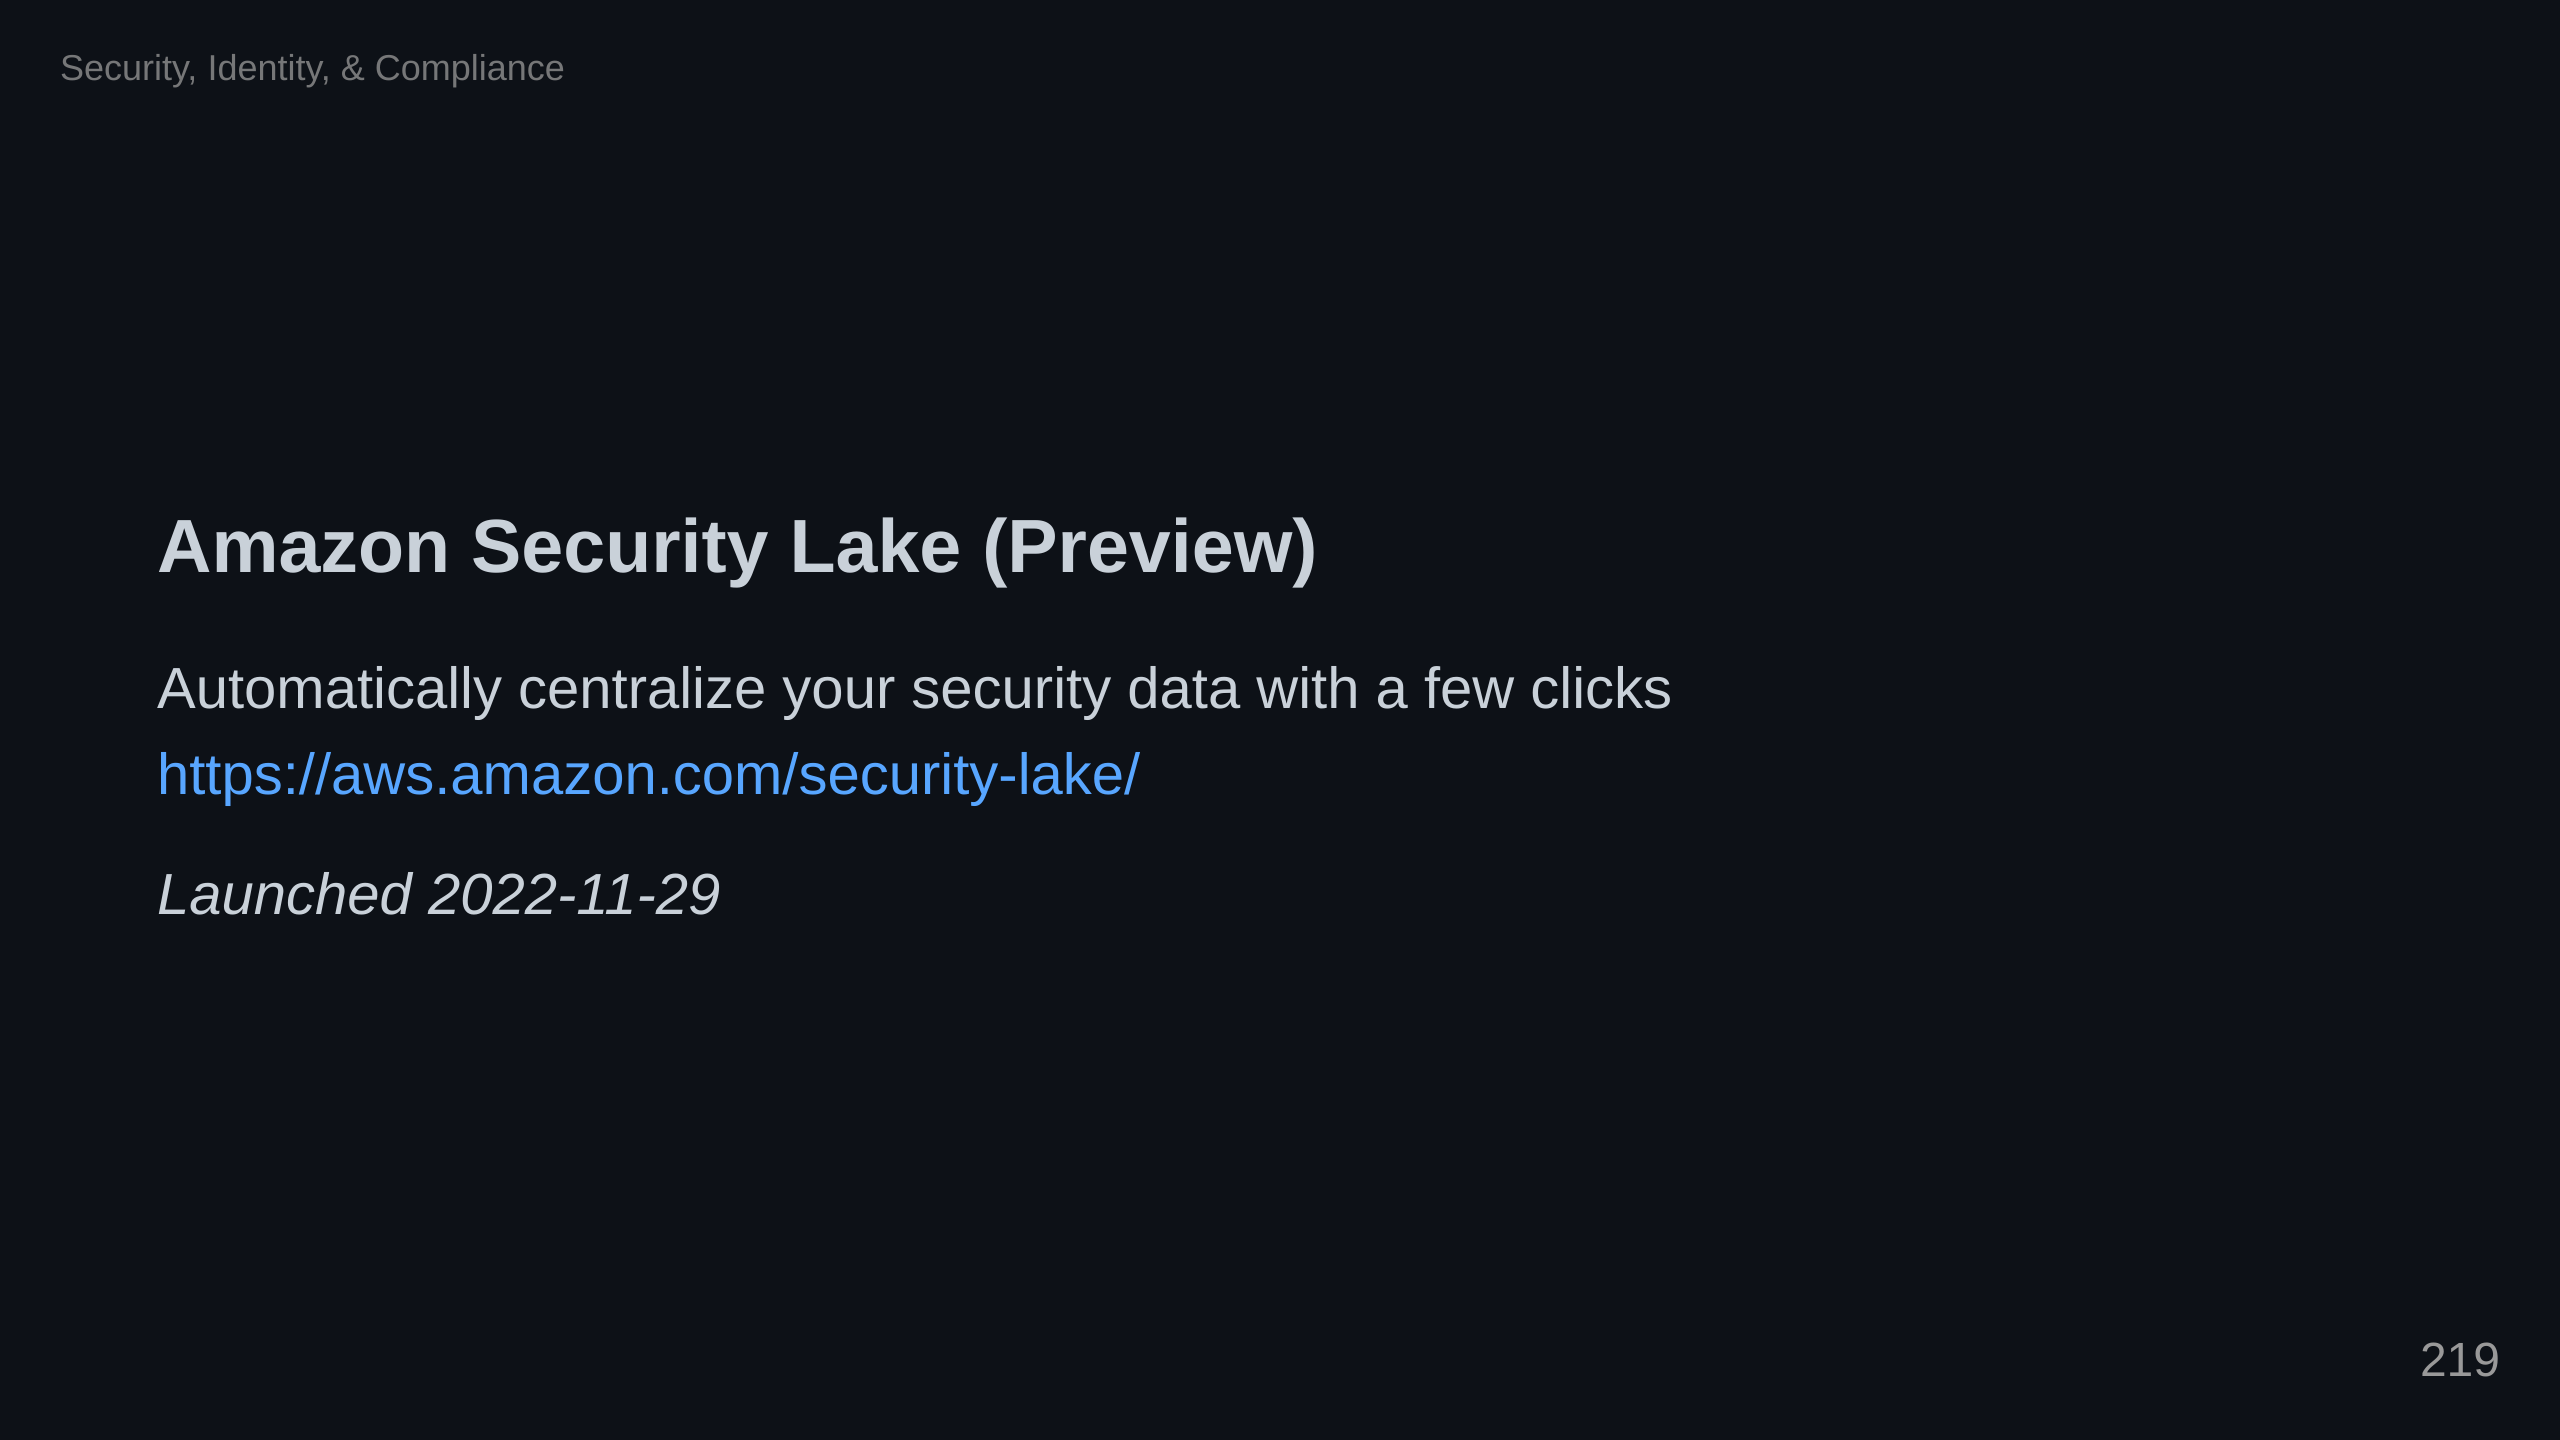 Security, Identity, & Compliance
Amazon Security Lake (Preview)
Automatically centralize your security data with a few clicks
https://aws.amazon.com/security-lake/
Launched 2022-11-29
219